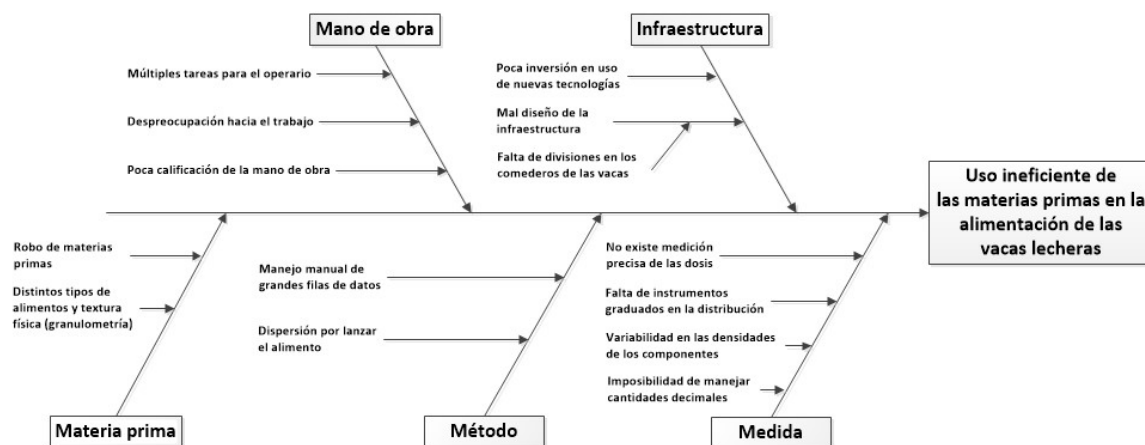 Mano de obra
Infraestructura
Múltiples tareas para el operario
Despreocupación hacia el trabajo
Poca calificación de la mano de obra
Poca inversión en uso
de nuevas tecnologías
Mal diseño de la
infraestructura
Falta de divisiones en los
comederos de las vacas
Uso ineficiente de
las materias primas en la
alimentación de las
vacas lecheras
Robo de materias
primas
Distintos tipos de
alimentos y textura
física (granulometría)
Manejo manual de
grandes filas de datos
Dispersión por lanzar
el alimento
No existe medición
precisa de las dosis
Falta de instrumentos
graduados en la distribución
Variabilidad en las densidades
de los componentes
Imposibilidad de manejar
cantidades decimales
Materia prima
Método
Medida